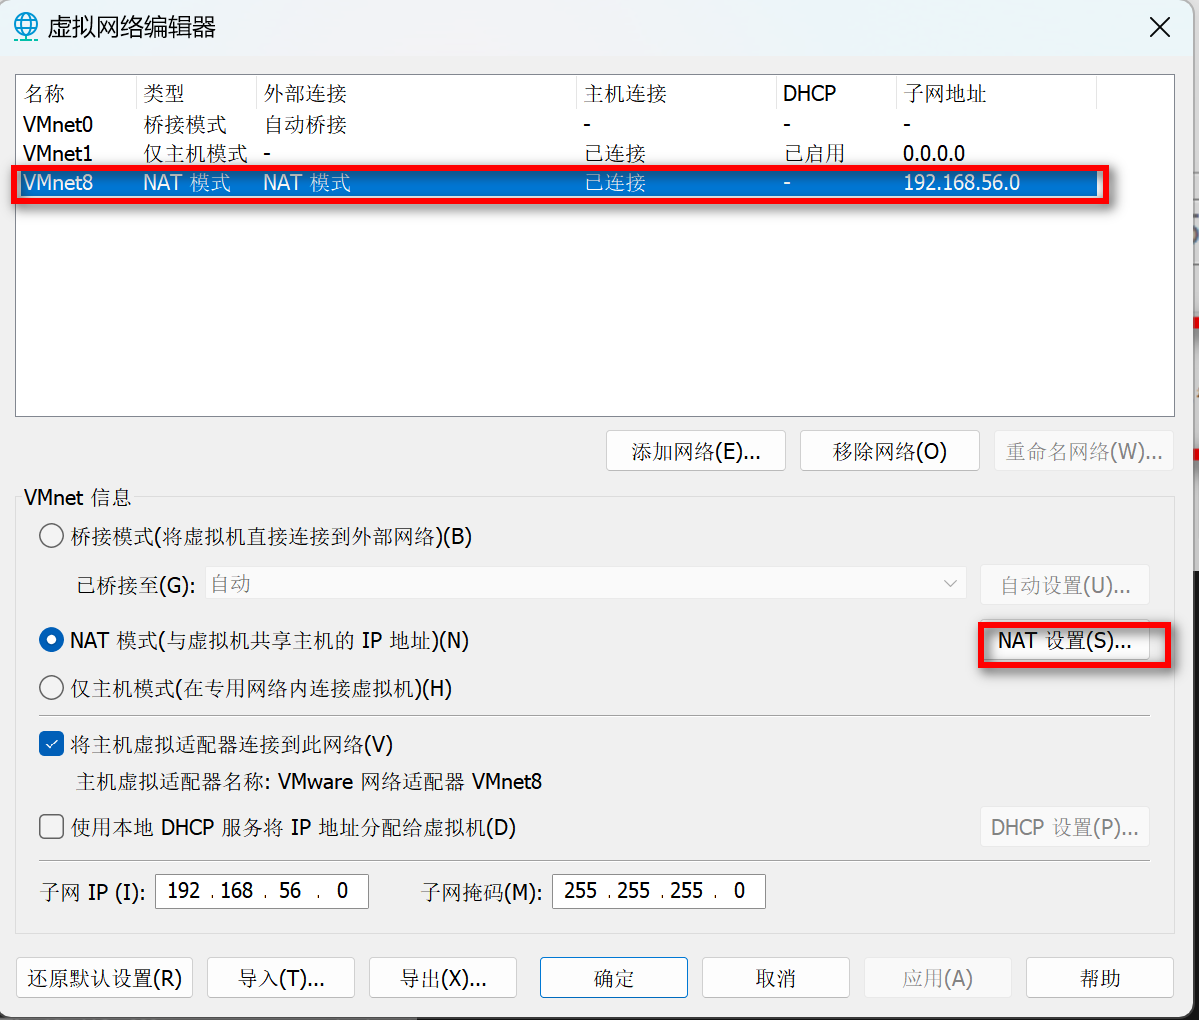 虚拟网络编辑器
名称 类型 外部连接 主机连接 DHCP 子网地址
VMnet0 桥接模式 自动桥接 - - -
VMnet1 仅主机模式 - 已连接 已启用 0.0.0.0
VMnet8 NAT 模式 NAT 模式 已连接 - 192.168.56.0
添加网络(E)... 移除网络(O) 重命名网络(W)...
VMnet 信息
桥接模式(将虚拟机直接连接到外部网络)(B)
已桥接至(G): 自动 自动设置(U)...
NAT 模式(与虚拟机共享主机的 IP 地址)(N) NAT 设置(S)...
仅主机模式(在专用网络内连接虚拟机)(H)
将主机虚拟适配器连接到此网络(V)
主机虚拟适配器名称: VMware 网络适配器 VMnet8
使用本地 DHCP 服务将 IP 地址分配给虚拟机(D) DHCP 设置(P)...
子网 IP (I): 192 . 168 . 56 . 0 子网掩码(M): 255 . 255 . 255 . 0
还原默认设置(R) 导入(T)... 导出(X)... 确定 取消 应用(A) 帮助